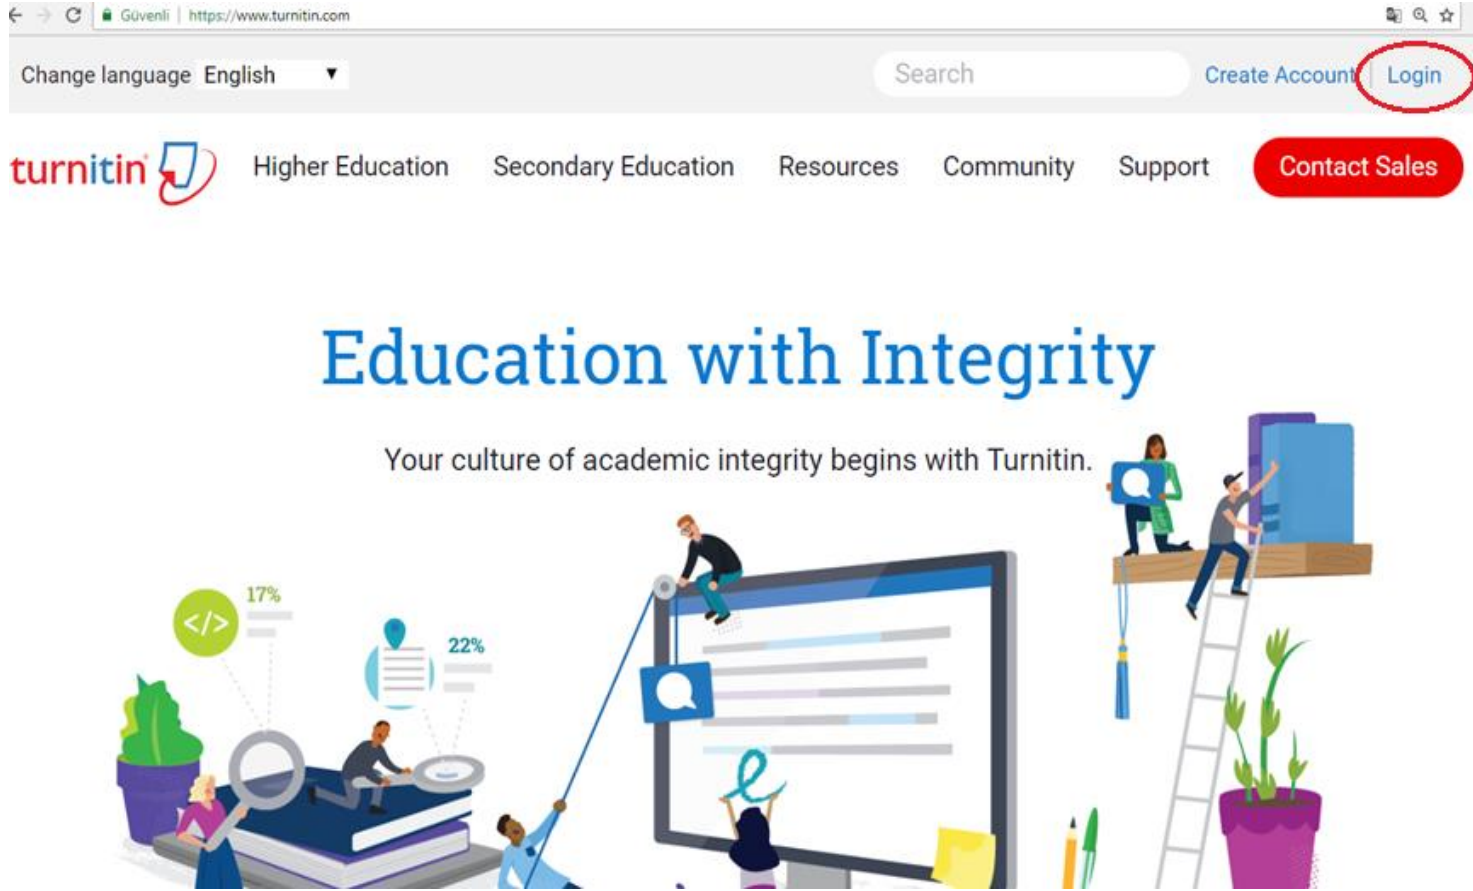 Güvenli | https://www.turnitin.com
Change language English ▼ Search Create Account | Login
turnitin Higher Education Secondary Education Resources Community Support Contact Sales
Education with Integrity
Your culture of academic integrity begins with Turnitin.
17%
</>
22%